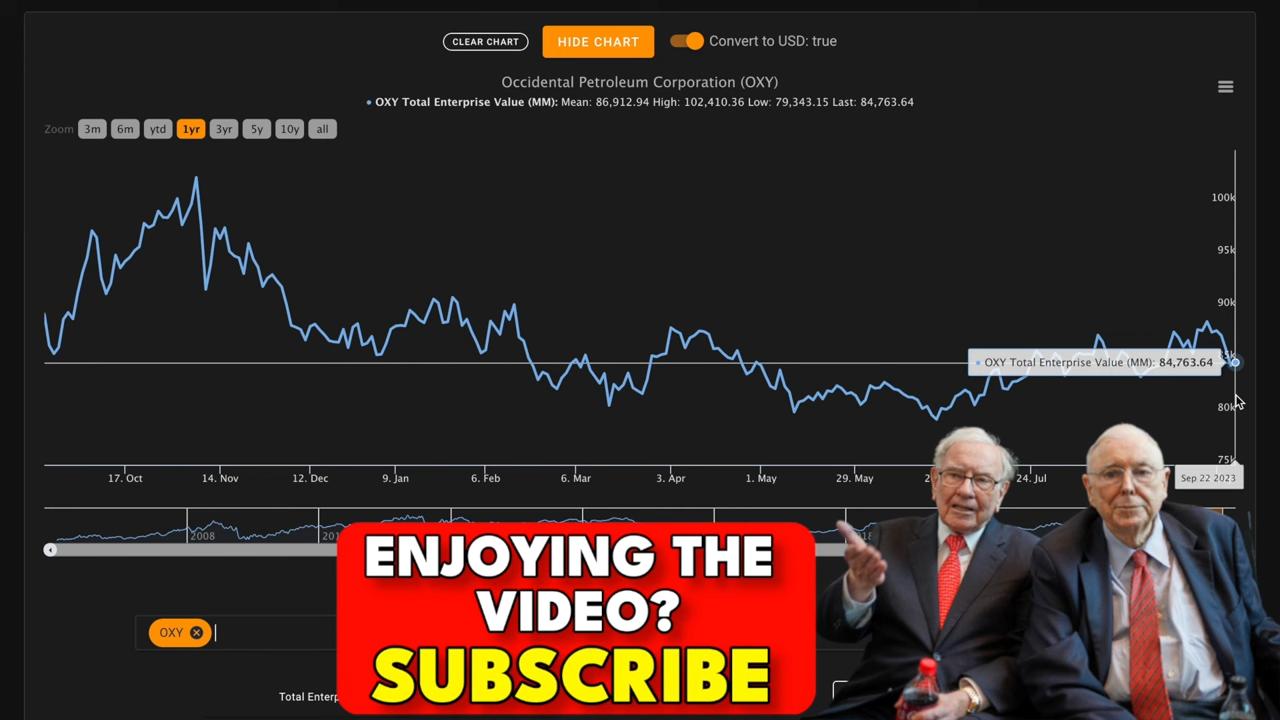 CLEAR CHART
HIDE CHART
Convert to USD: true
Occidental Petroleum Corporation (OXY)
OXY Total Enterprise Value (MM): Mean: 86,912.94 High: 102,410.36 Low: 79,343.15 Last: 84,763.64
Zoom 3m 6m ytd 1yr 3yr 5y 10y all
100k
95k
90k
OXY Total Enterprise Value (MM): 84,763.64
80k
75k
17. Oct 14. Nov 12. Dec 9. Jan 6. Feb 6. Mar 3. Apr 1. May 29. May 24. Jul Sep 22 2023
2008
ENJOYING THE
VIDEO?
SUBSCRIBE
OXY
Total